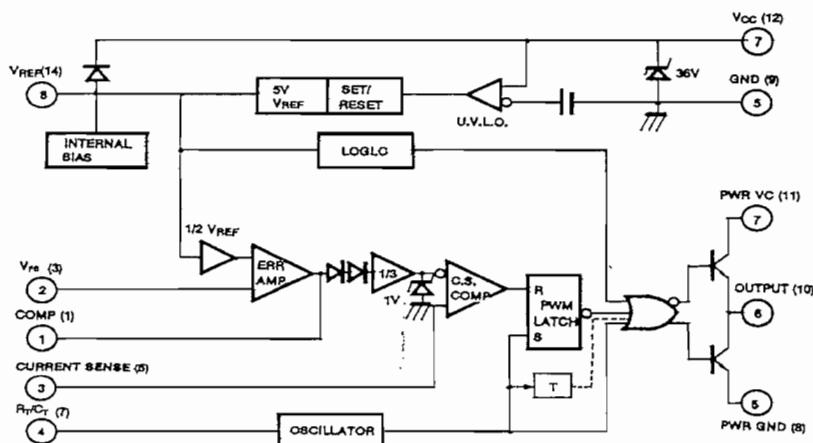 VCC (12)
7
VREF(14)
8
5V
VREF
SET/
RESET
U.V.L.O.
36V
GND (9)
5
INTERNAL
BIAS
LOGLC
PWR VC (11)
7
1/2 VREF
ERR
AMP
1/3
1V
C.S.
COMP
R
PWM
LATCH
S
OUTPUT (10)
6
Vre (3)
2
COMP (1)
1
CURRENT SENSE (5)
3
T
RT/CT (7)
4
OSCILLATOR
5
PWR GND (8)